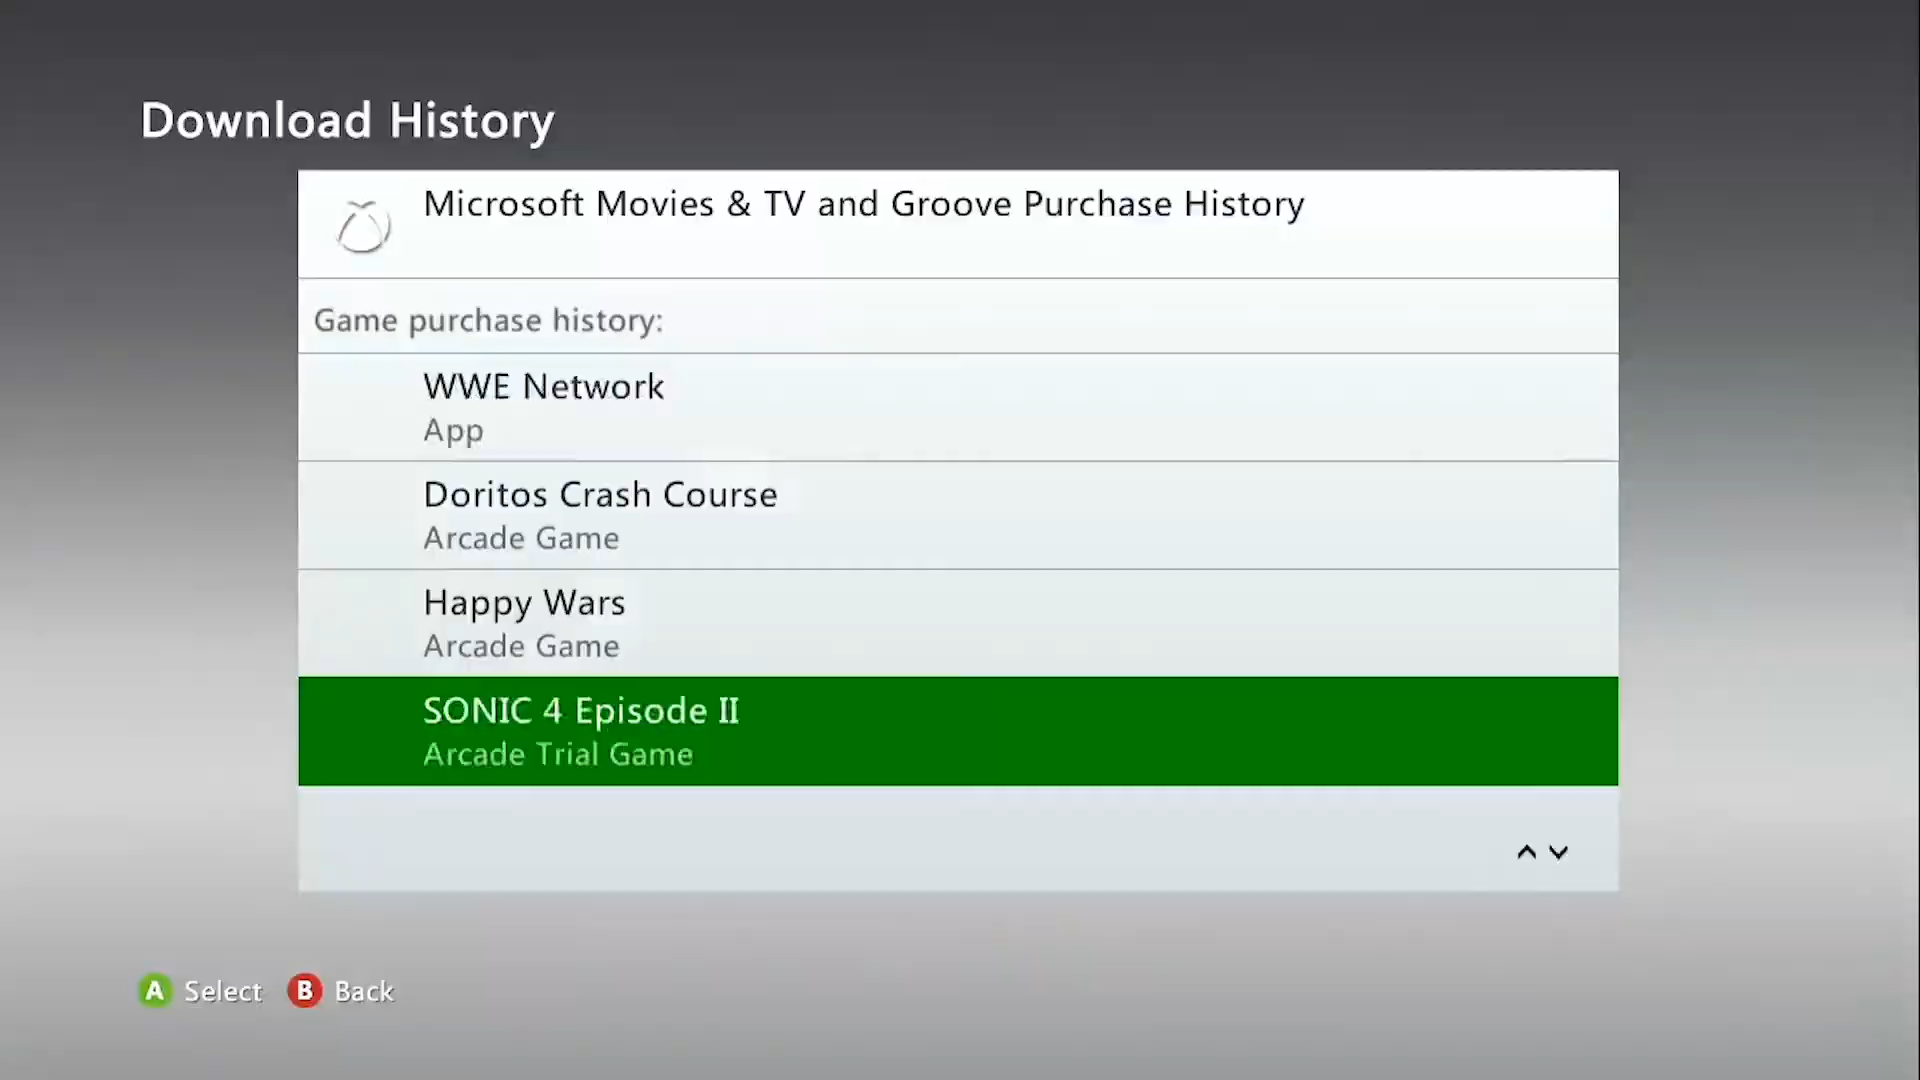 Download History
Microsoft Movies & TV and Groove Purchase History
Game purchase history:
WWE Network
App
Doritos Crash Course
Arcade Game
Happy Wars
Arcade Game
SONIC 4 Episode II
Arcade Trial Game
A Select B Back